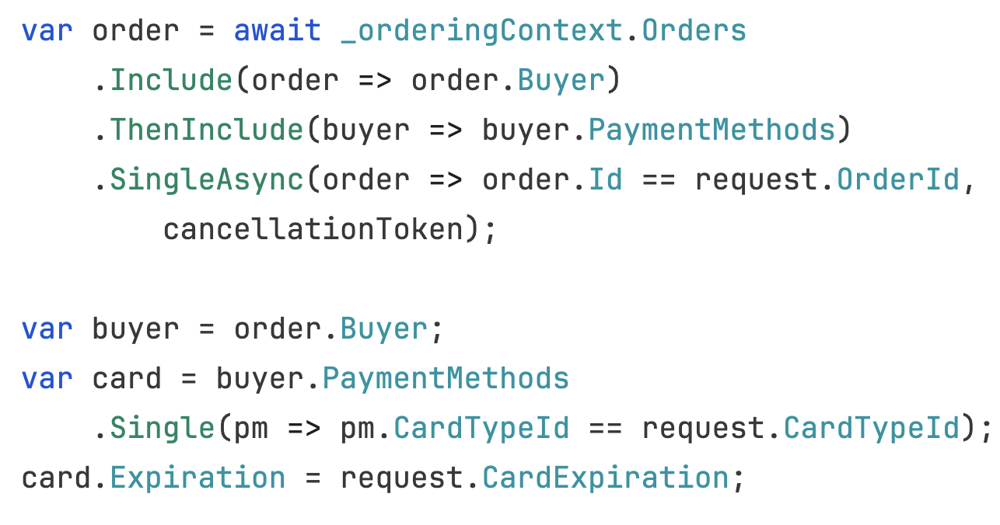 var order = await _orderingContext.Orders
    .Include(order => order.Buyer)
    .ThenInclude(buyer => buyer.PaymentMethods)
    .SingleAsync(order => order.Id == request.OrderId,
        cancellationToken);

var buyer = order.Buyer;
var card = buyer.PaymentMethods
    .Single(pm => pm.CardTypeId == request.CardTypeId);
card.Expiration = request.CardExpiration;